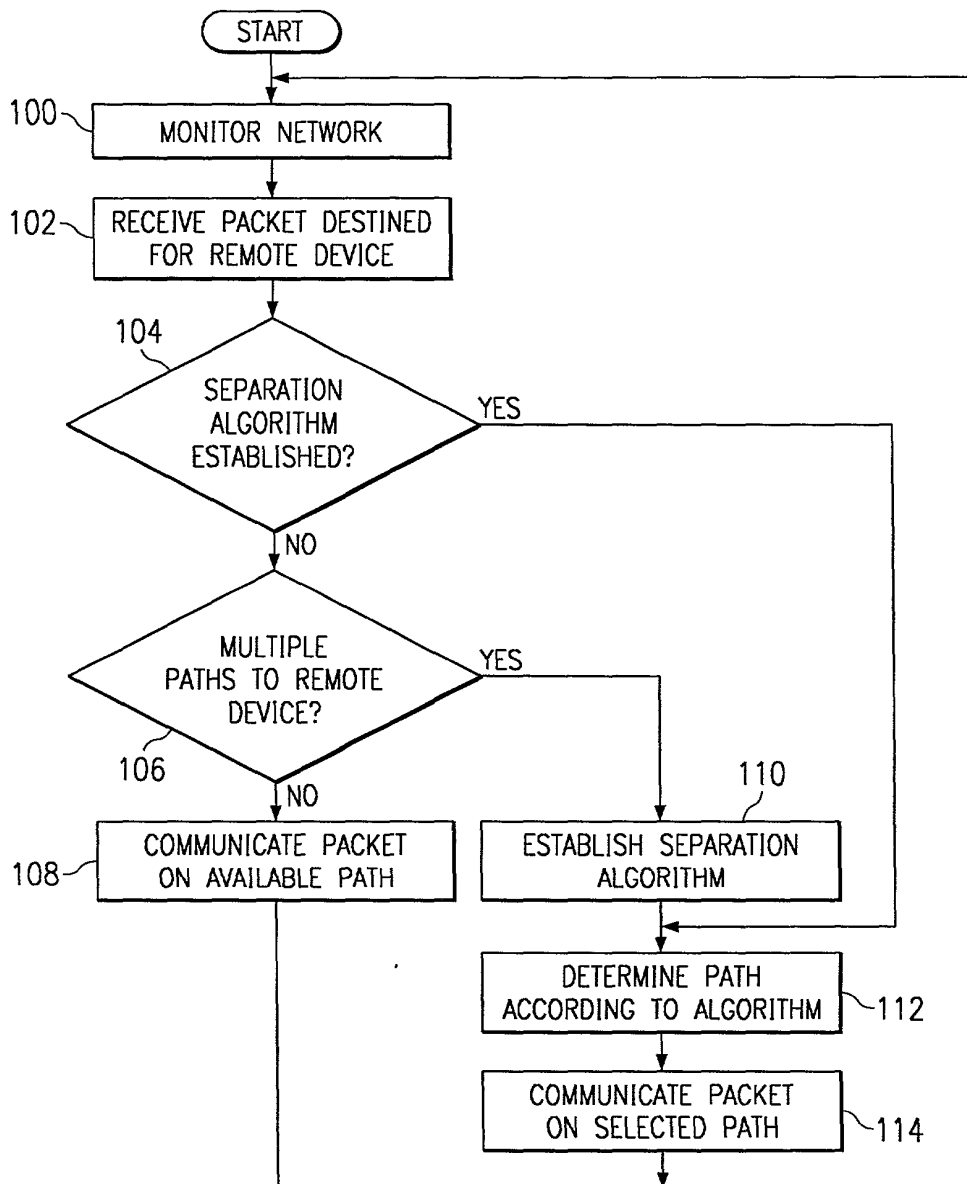 START
100
MONITOR NETWORK
102
RECEIVE PACKET DESTINED
FOR REMOTE DEVICE
104
SEPARATION
ALGORITHM
ESTABLISHED?
YES
NO
MULTIPLE
PATHS TO REMOTE
DEVICE?
YES
106
NO
110
108
COMMUNICATE PACKET
ON AVAILABLE PATH
ESTABLISH SEPARATION
ALGORITHM
DETERMINE PATH
ACCORDING TO ALGORITHM
112
COMMUNICATE PACKET
ON SELECTED PATH
114